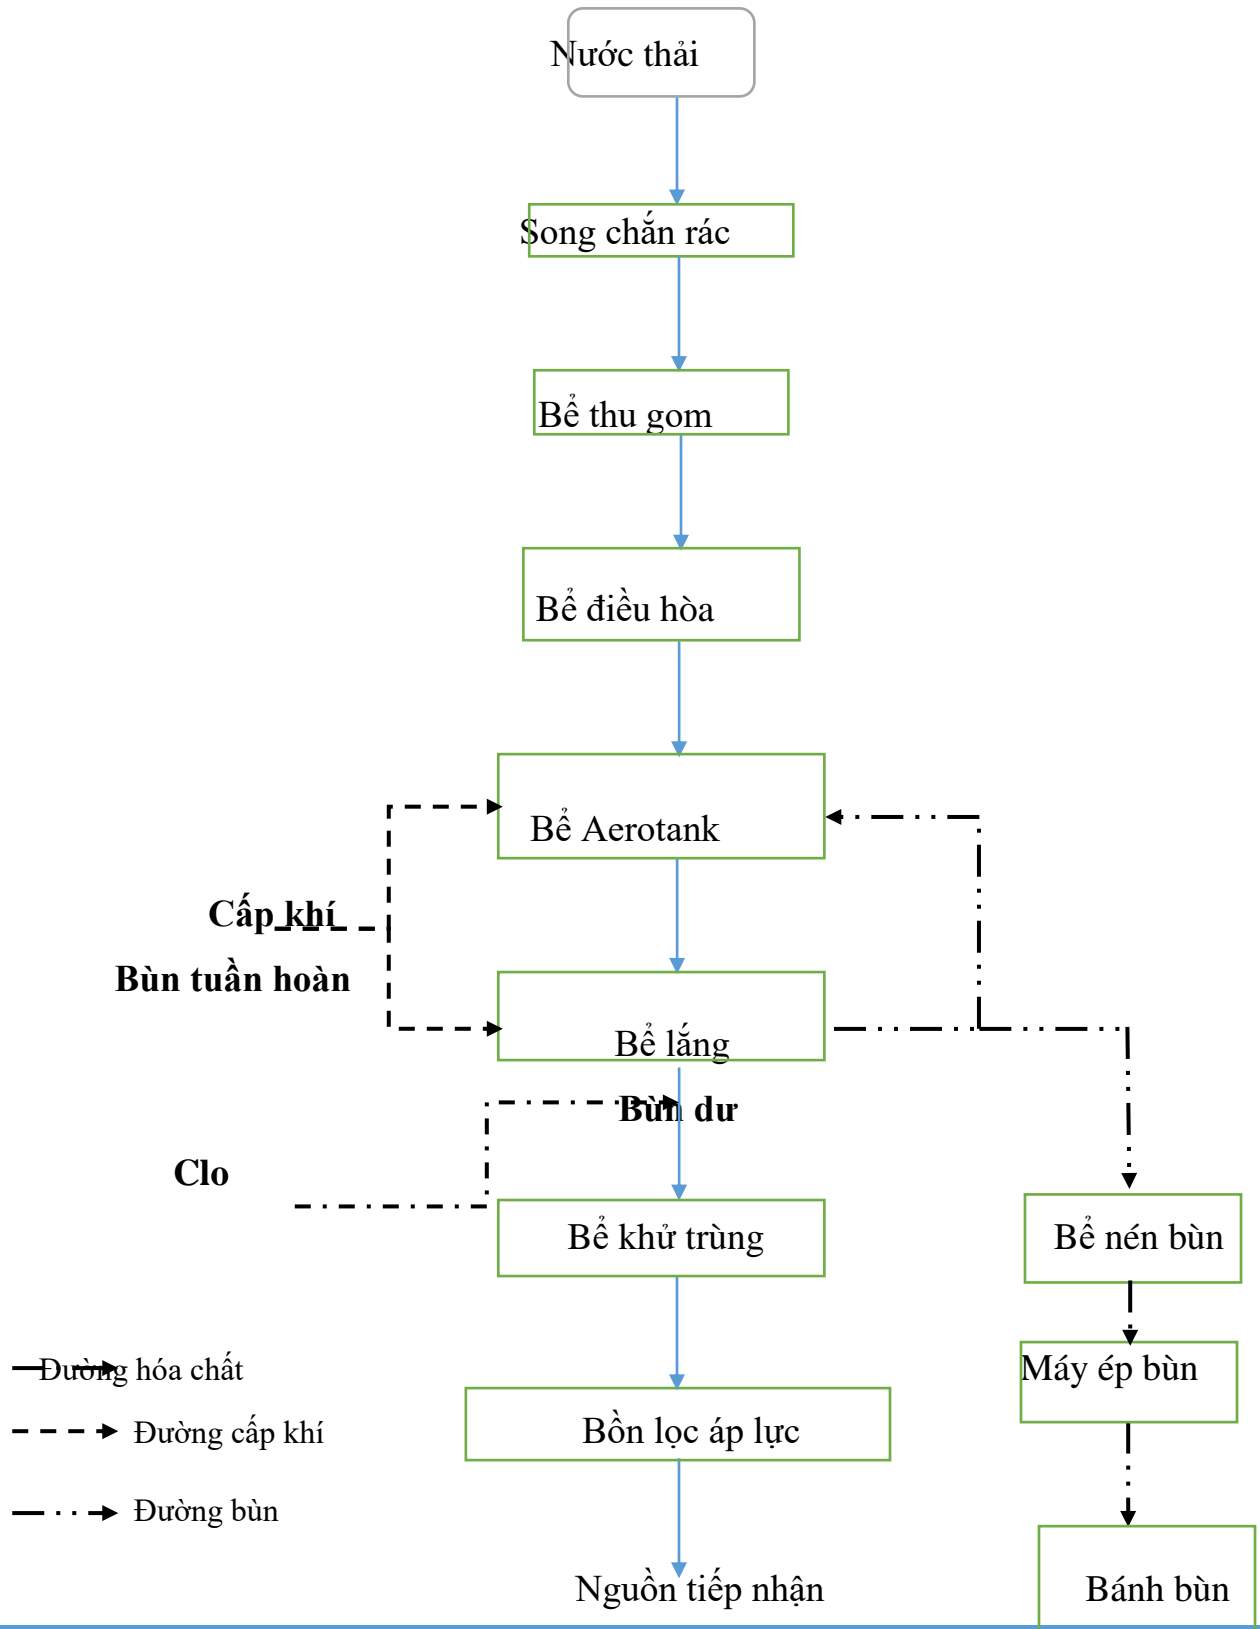 Nước thải
Song chắn rác
Bể thu gom
Bể điều hòa
Bể Aerotank
Cấp khí
Bùn tuần hoàn
Bể lắng
Bùn dư
Clo
Bể khử trùng
Bể nén bùn
Đường hóa chất
Máy ép bùn
Đường cấp khí
Bồn lọc áp lực
Đường bùn
Nguồn tiếp nhận
Bánh bùn